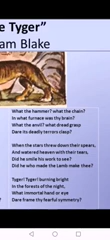 e Tyger"
am Blake
What the hammer? what the chain?
In what furnace was thy brain?
What the anvil? what dread grasp
Dare its deadly terrors clasp?
When the stars threw down their spears,
And watered heaven with their tears,
Did he smile his work to see?
Did he who made the Lamb make thee?
Tyger! Tyger! burning bright
In the forests of the night,
What immortal hand or eye
Dare frame thy fearful symmetry?